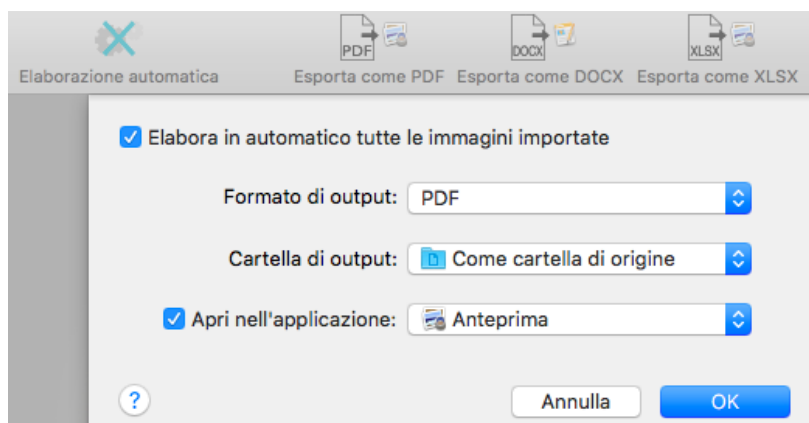 PDF DOCX XLSX
Elaborazione automatica Esporta come PDF Esporta come DOCX Esporta come XLSX
Elabora in automatico tutte le immagini importate
Formato di output: PDF
Cartella di output: Come cartella di origine
Apri nell'applicazione: Anteprima
? Annulla OK